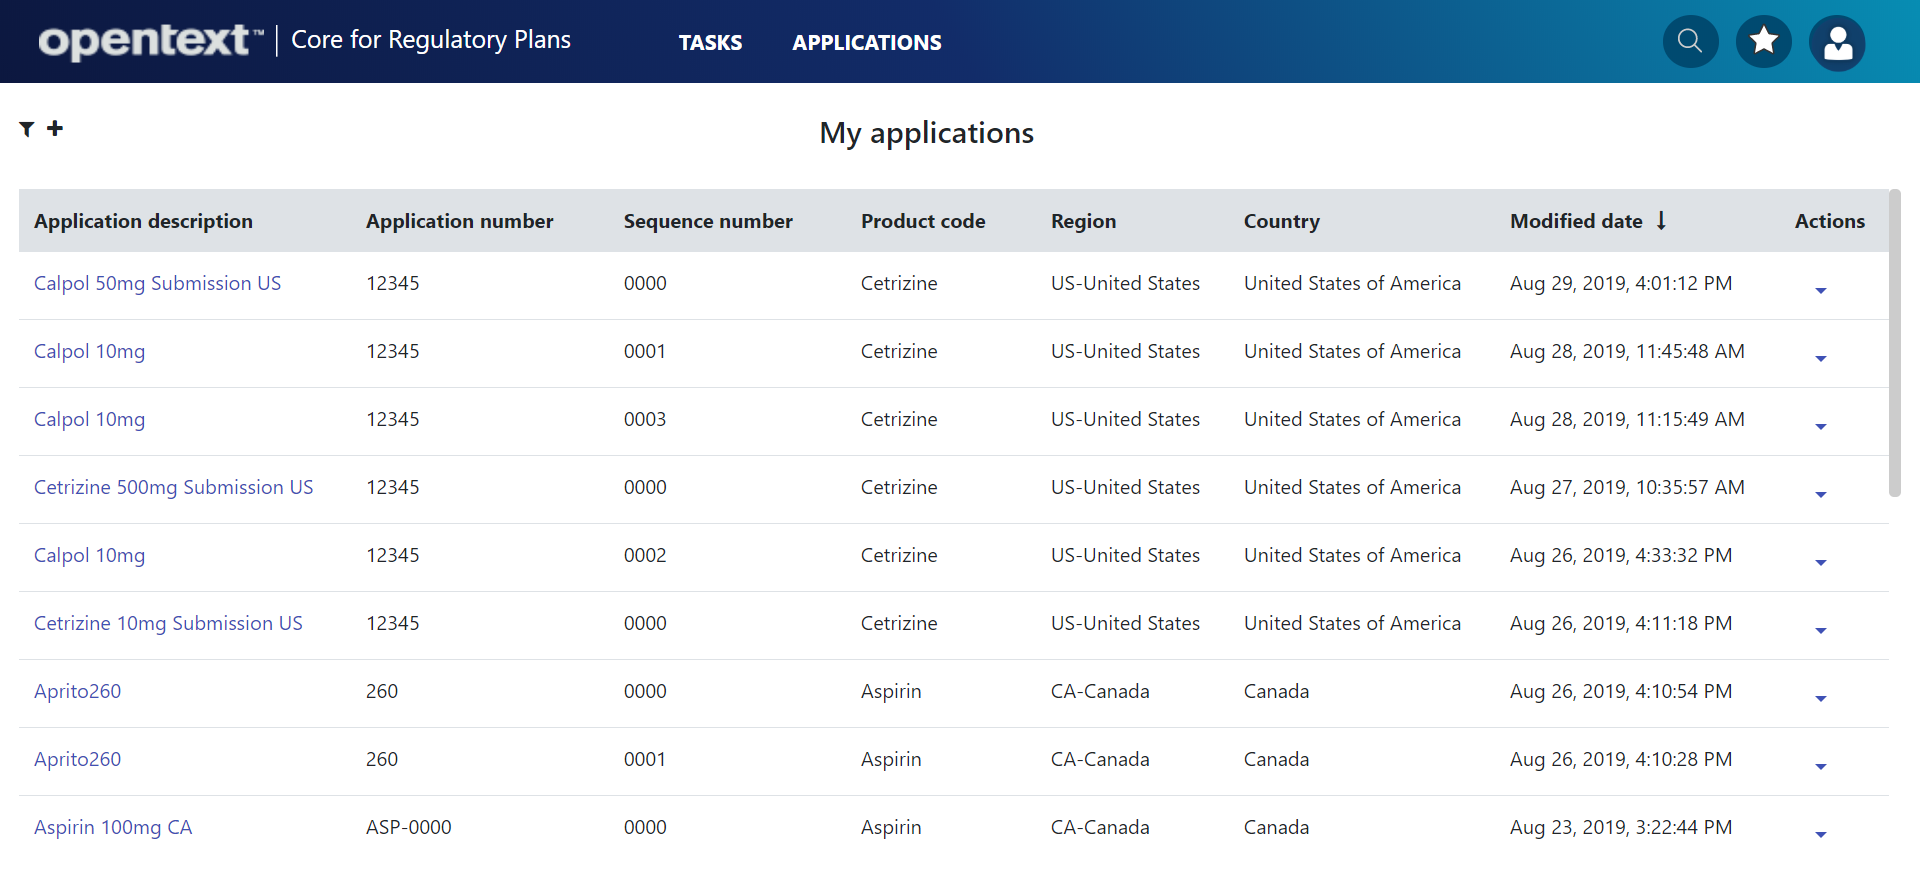 opentext™ | Core for Regulatory Plans TASKS APPLICATIONS
My applications
Application description Application number Sequence number Product code Region Country Modified date ↓ Actions
Calpol 50mg Submission US 12345 0000 Cetrizine US-United States United States of America Aug 29, 2019, 4:01:12 PM
Calpol 10mg 12345 0001 Cetrizine US-United States United States of America Aug 28, 2019, 11:45:48 AM
Calpol 10mg 12345 0003 Cetrizine US-United States United States of America Aug 28, 2019, 11:15:49 AM
Cetrizine 500mg Submission US 12345 0000 Cetrizine US-United States United States of America Aug 27, 2019, 10:35:57 AM
Calpol 10mg 12345 0002 Cetrizine US-United States United States of America Aug 26, 2019, 4:33:32 PM
Cetrizine 10mg Submission US 12345 0000 Cetrizine US-United States United States of America Aug 26, 2019, 4:11:18 PM
Aprito260 260 0000 Aspirin CA-Canada Canada Aug 26, 2019, 4:10:54 PM
Aprito260 260 0001 Aspirin CA-Canada Canada Aug 26, 2019, 4:10:28 PM
Aspirin 100mg CA ASP-0000 0000 Aspirin CA-Canada Canada Aug 23, 2019, 3:22:44 PM